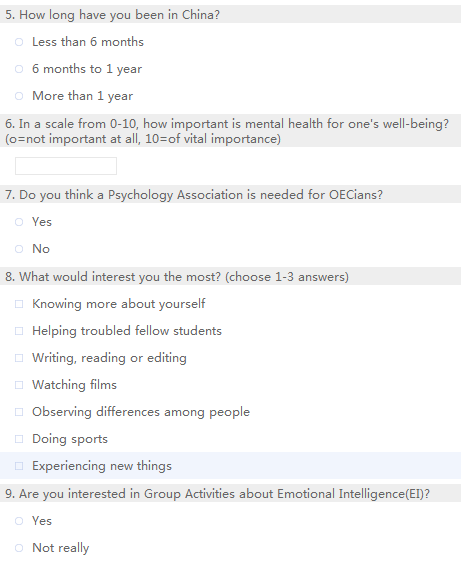 5. How long have you been in China?
Less than 6 months
6 months to 1 year
More than 1 year
6. In a scale from 0-10, how important is mental health for one's well-being?
(o=not important at all, 10=of vital importance)
7. Do you think a Psychology Association is needed for OECians?
Yes
No
8. What would interest you the most? (choose 1-3 answers)
Knowing more about yourself
Helping troubled fellow students
Writing, reading or editing
Watching films
Observing differences among people
Doing sports
Experiencing new things
9. Are you interested in Group Activities about Emotional Intelligence(EI)?
Yes
Not really